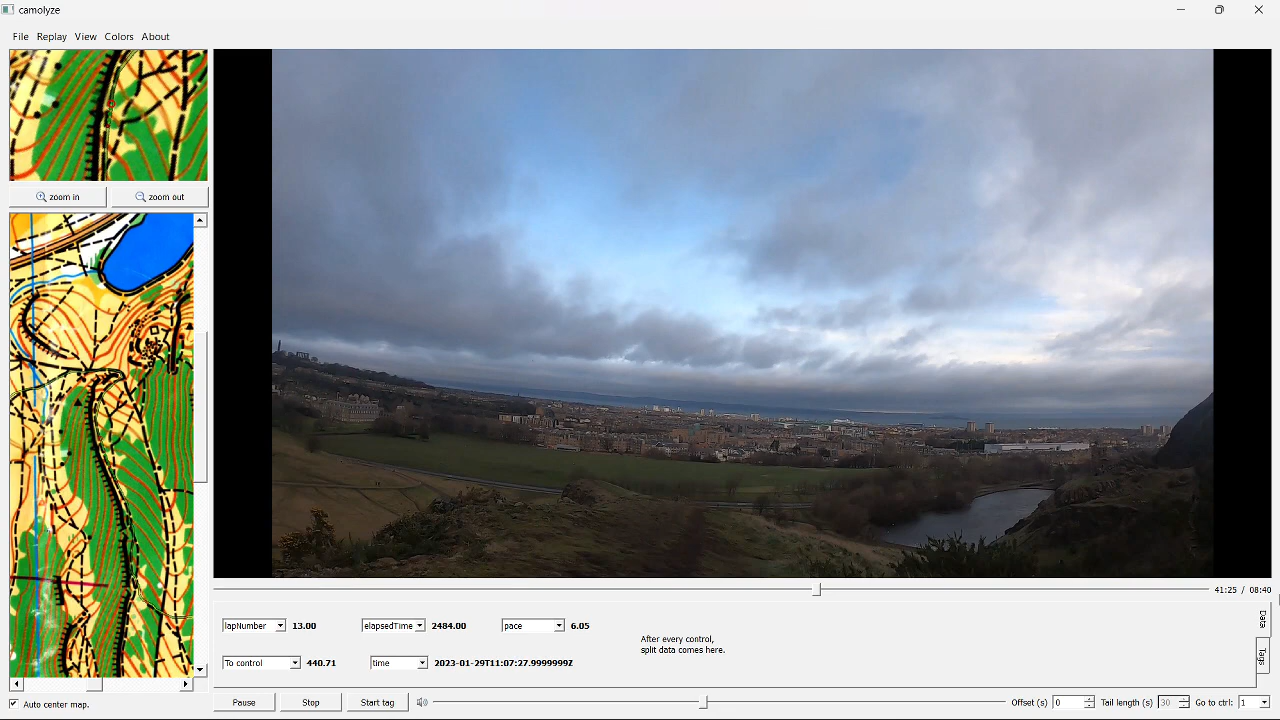 camolyze
File Replay View Colors About
zoom in zoom out
41:25 / 08:40
Data
Tags
lapNumber 13.00 elapsedTime 2484.00 pace 6.05
After every control,
split data comes here.
To control 440.71 time 2023-01-29T11:07:27.9999999Z
Auto center map.
Pause Stop Start tag Offset (s) 0 Tail length (s) 30 Go to ctrl: 1